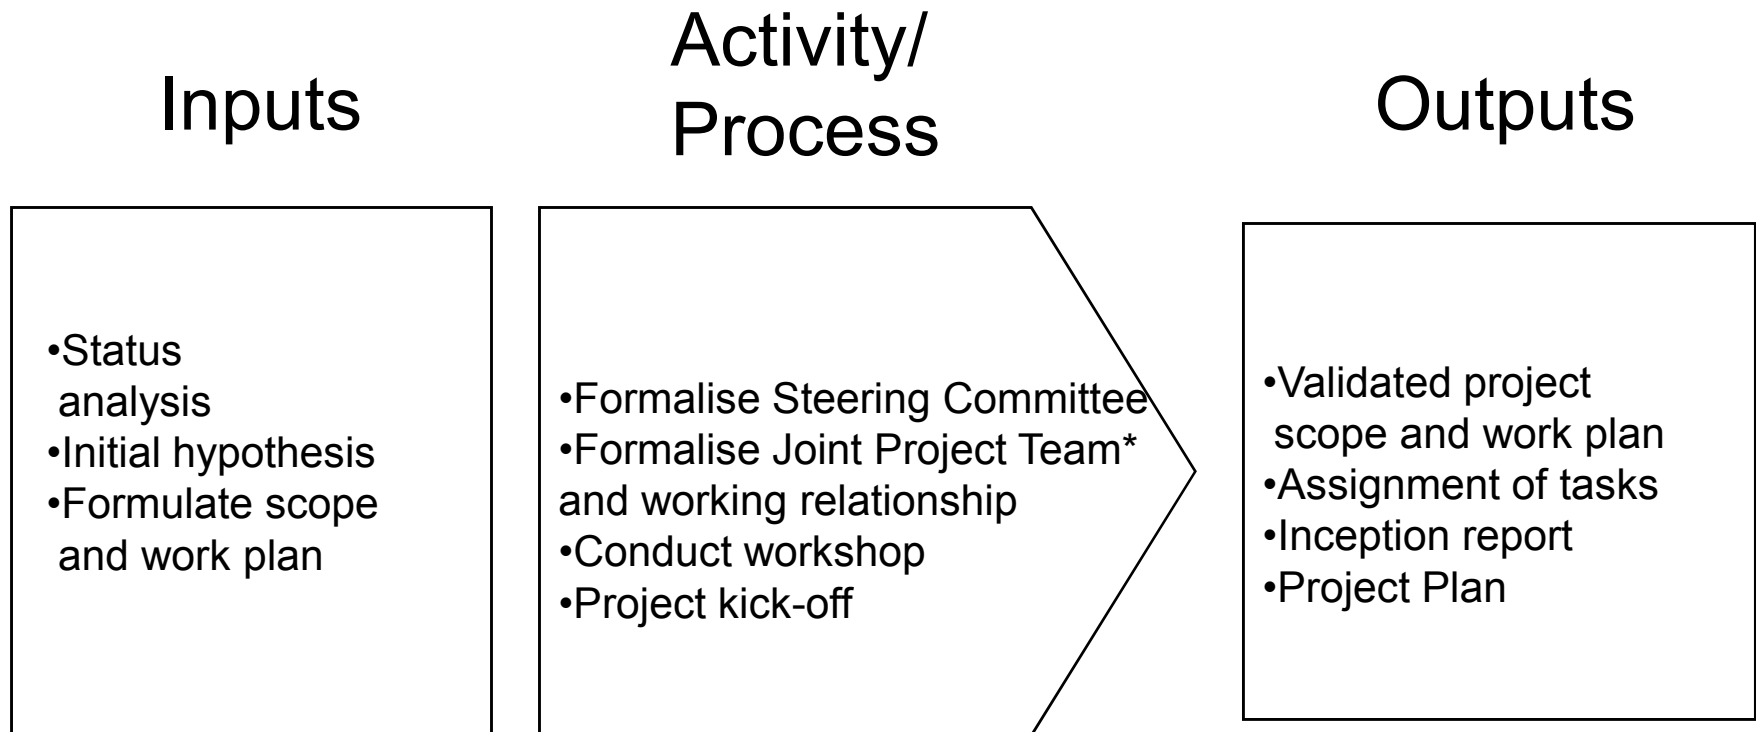 Inputs
Activity/
Process
Outputs
•Status
analysis
•Initial hypothesis
•Formulate scope
and work plan
•Formalise Steering Committee
•Formalise Joint Project Team*
and working relationship
•Conduct workshop
•Project kick-off
•Validated project
scope and work plan
•Assignment of tasks
•Inception report
•Project Plan